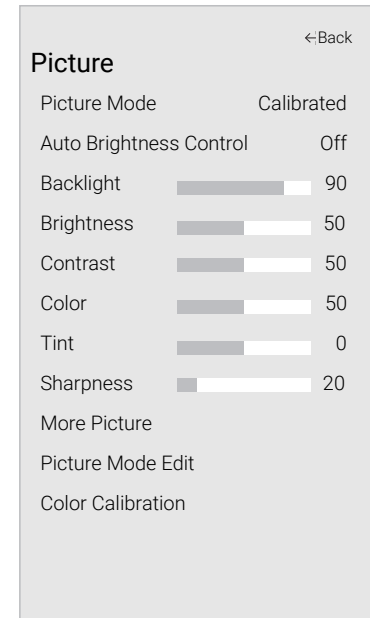 ←Back
Picture
Picture Mode Calibrated
Auto Brightness Control Off
Backlight 90
Brightness 50
Contrast 50
Color 50
Tint 0
Sharpness 20
More Picture
Picture Mode Edit
Color Calibration